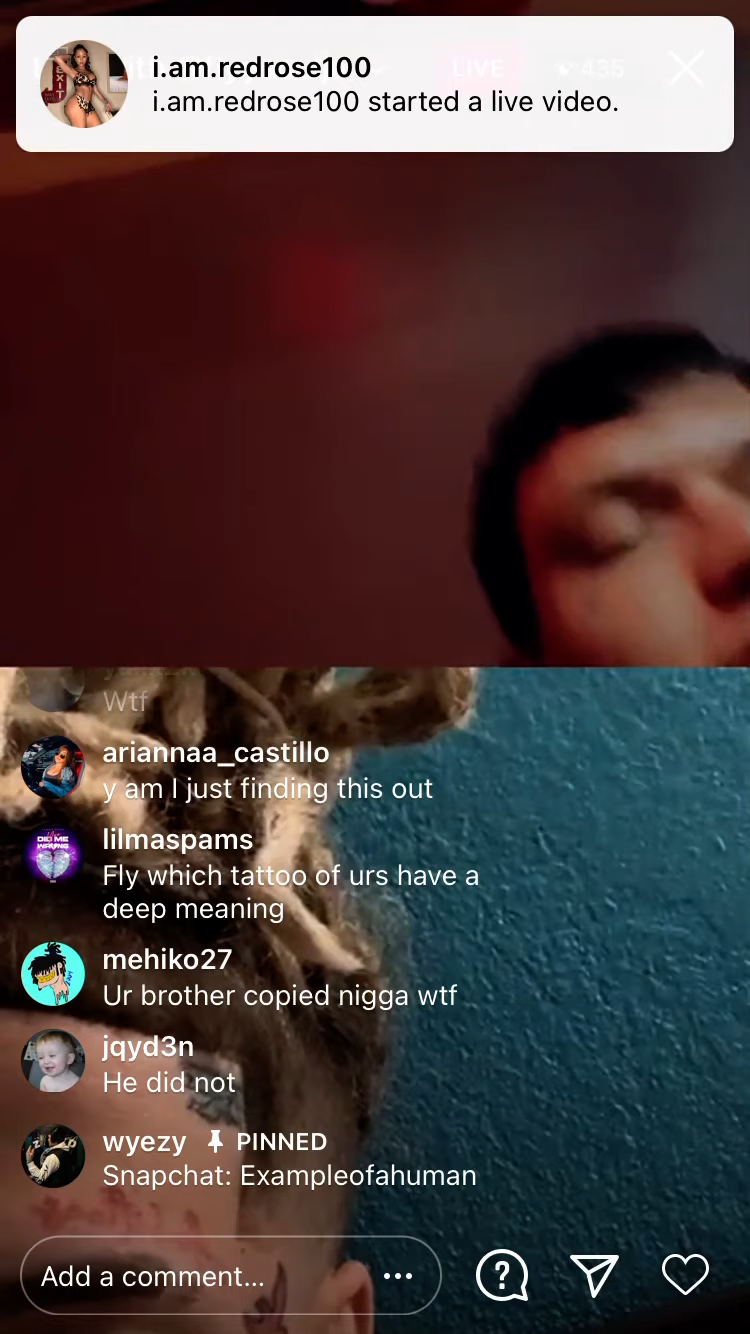 i.am.redrose100
i.am.redrose100 started a live video.
LIVE
435
Wtf
ariannaa_castillo
y am I just finding this out
lilmaspams
Fly which tattoo of urs have a
deep meaning
mehiko27
Ur brother copied nigga wtf
jqyd3n
He did not
wyezy PINNED
Snapchat: Exampleofahuman
Add a comment...